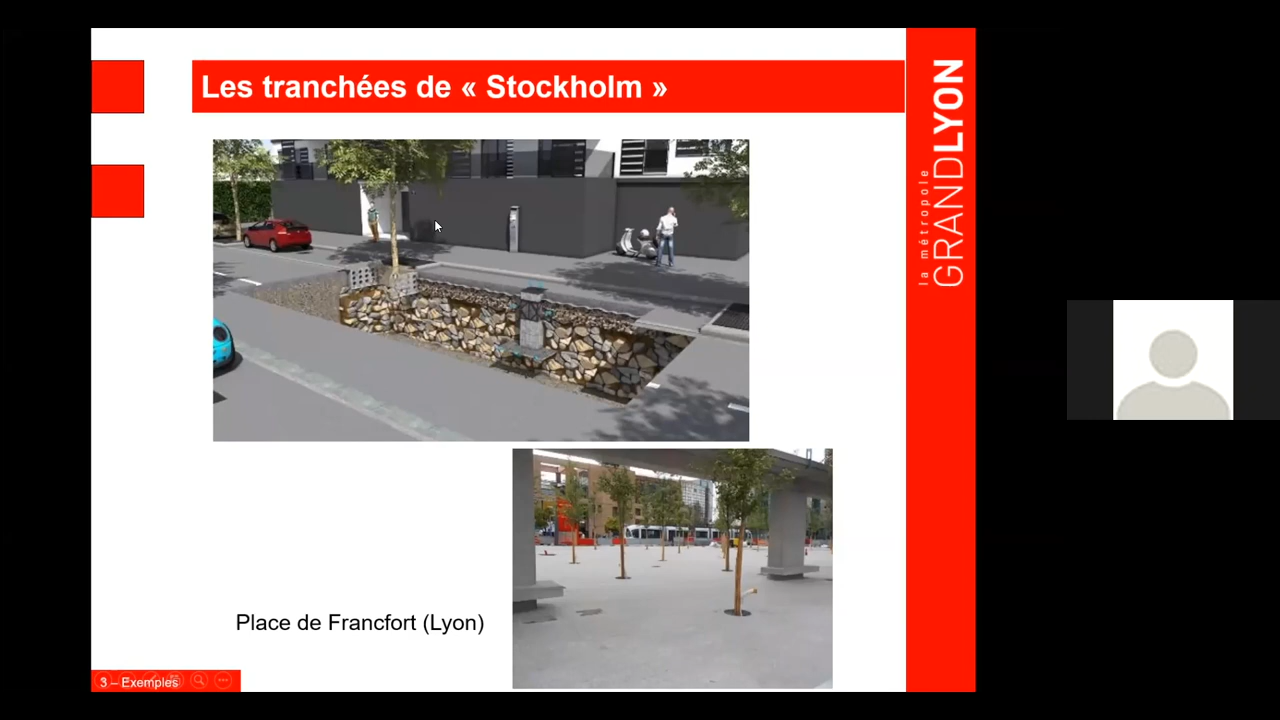 Les tranchées de « Stockholm »
la métropole
GRANDLYON
Place de Francfort (Lyon)
3 – Exemples